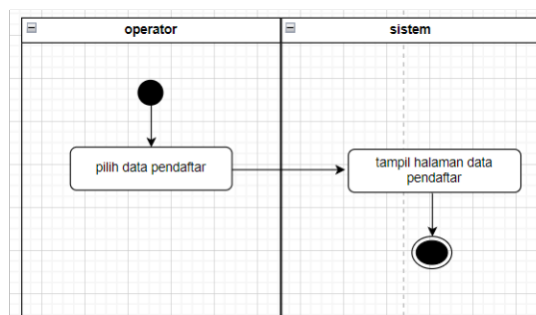 operator
sistem
pilih data pendaftar
tampil halaman data
pendaftar